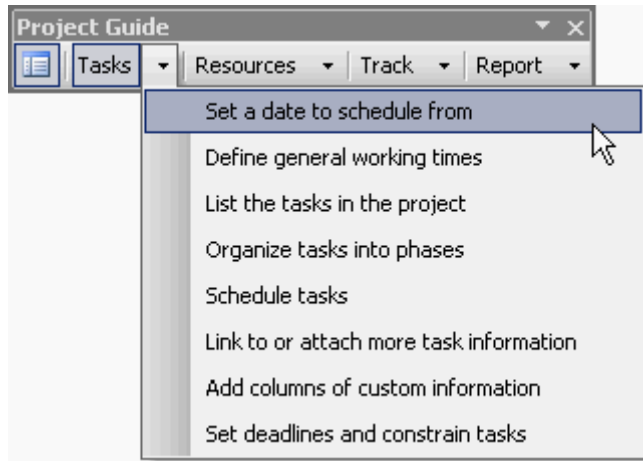 Project Guide
Tasks Resources Track Report
Set a date to schedule from
Define general working times
List the tasks in the project
Organize tasks into phases
Schedule tasks
Link to or attach more task information
Add columns of custom information
Set deadlines and constrain tasks